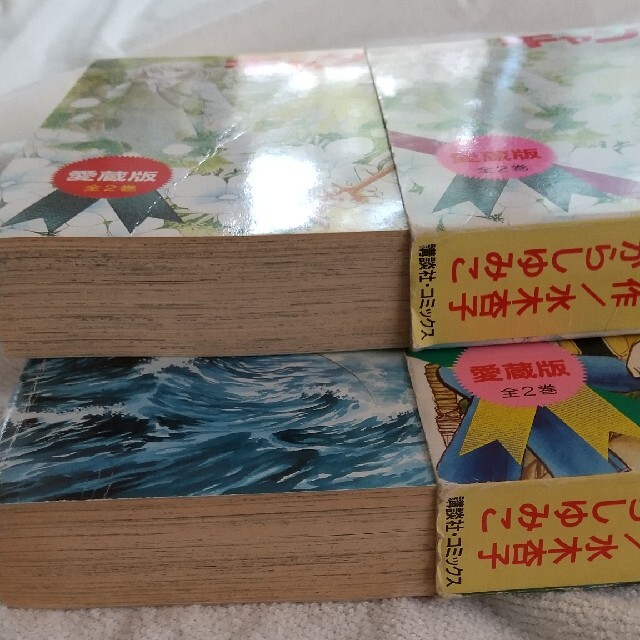 愛蔵版
全2巻
愛蔵版
全2巻
作/水木杏子
がらしゆみこ
講談社・コミックス
愛蔵版
全2巻
/水木杏子
らしゆみこ
講談社・コミックス